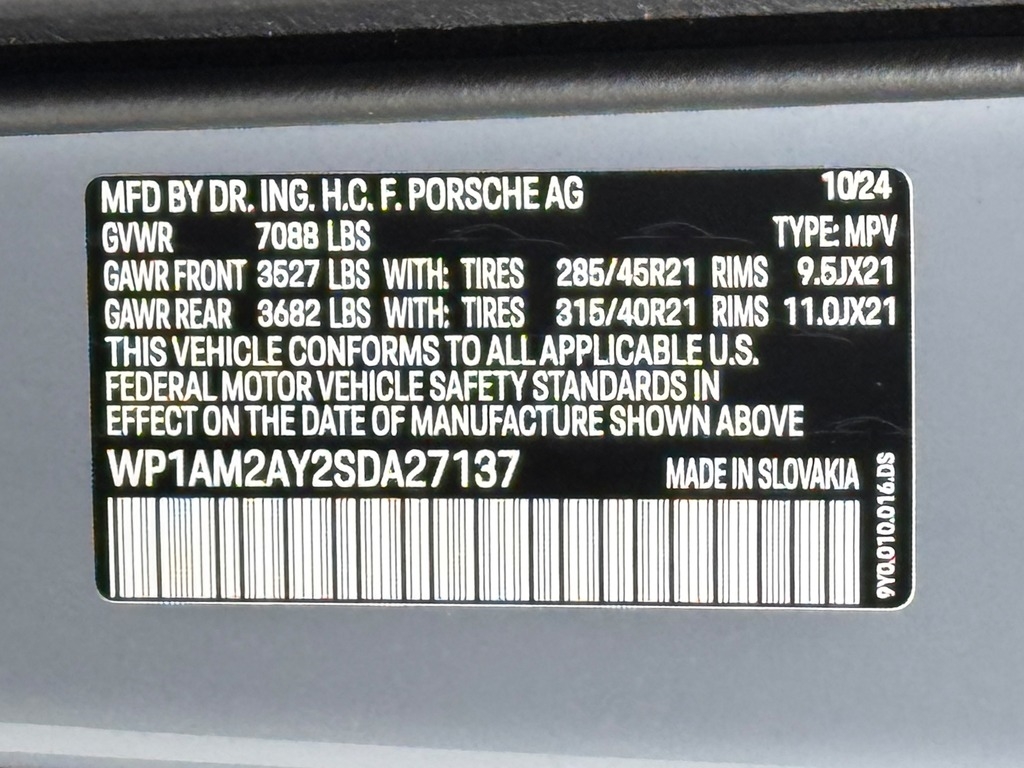 MFD BY DR. ING. H.C. F. PORSCHE AG 10/24
GVWR 7088 LBS TYPE: MPV
GAWR FRONT 3527 LBS WITH: TIRES 285/45R21 RIMS 9.5JX21
GAWR REAR 3682 LBS WITH: TIRES 315/40R21 RIMS 11.0JX21
THIS VEHICLE CONFORMS TO ALL APPLICABLE U.S.
FEDERAL MOTOR VEHICLE SAFETY STANDARDS IN
EFFECT ON THE DATE OF MANUFACTURE SHOWN ABOVE
WP1AM2AY2SDA27137 MADE IN SLOVAKIA
9Y0.010.016.DS